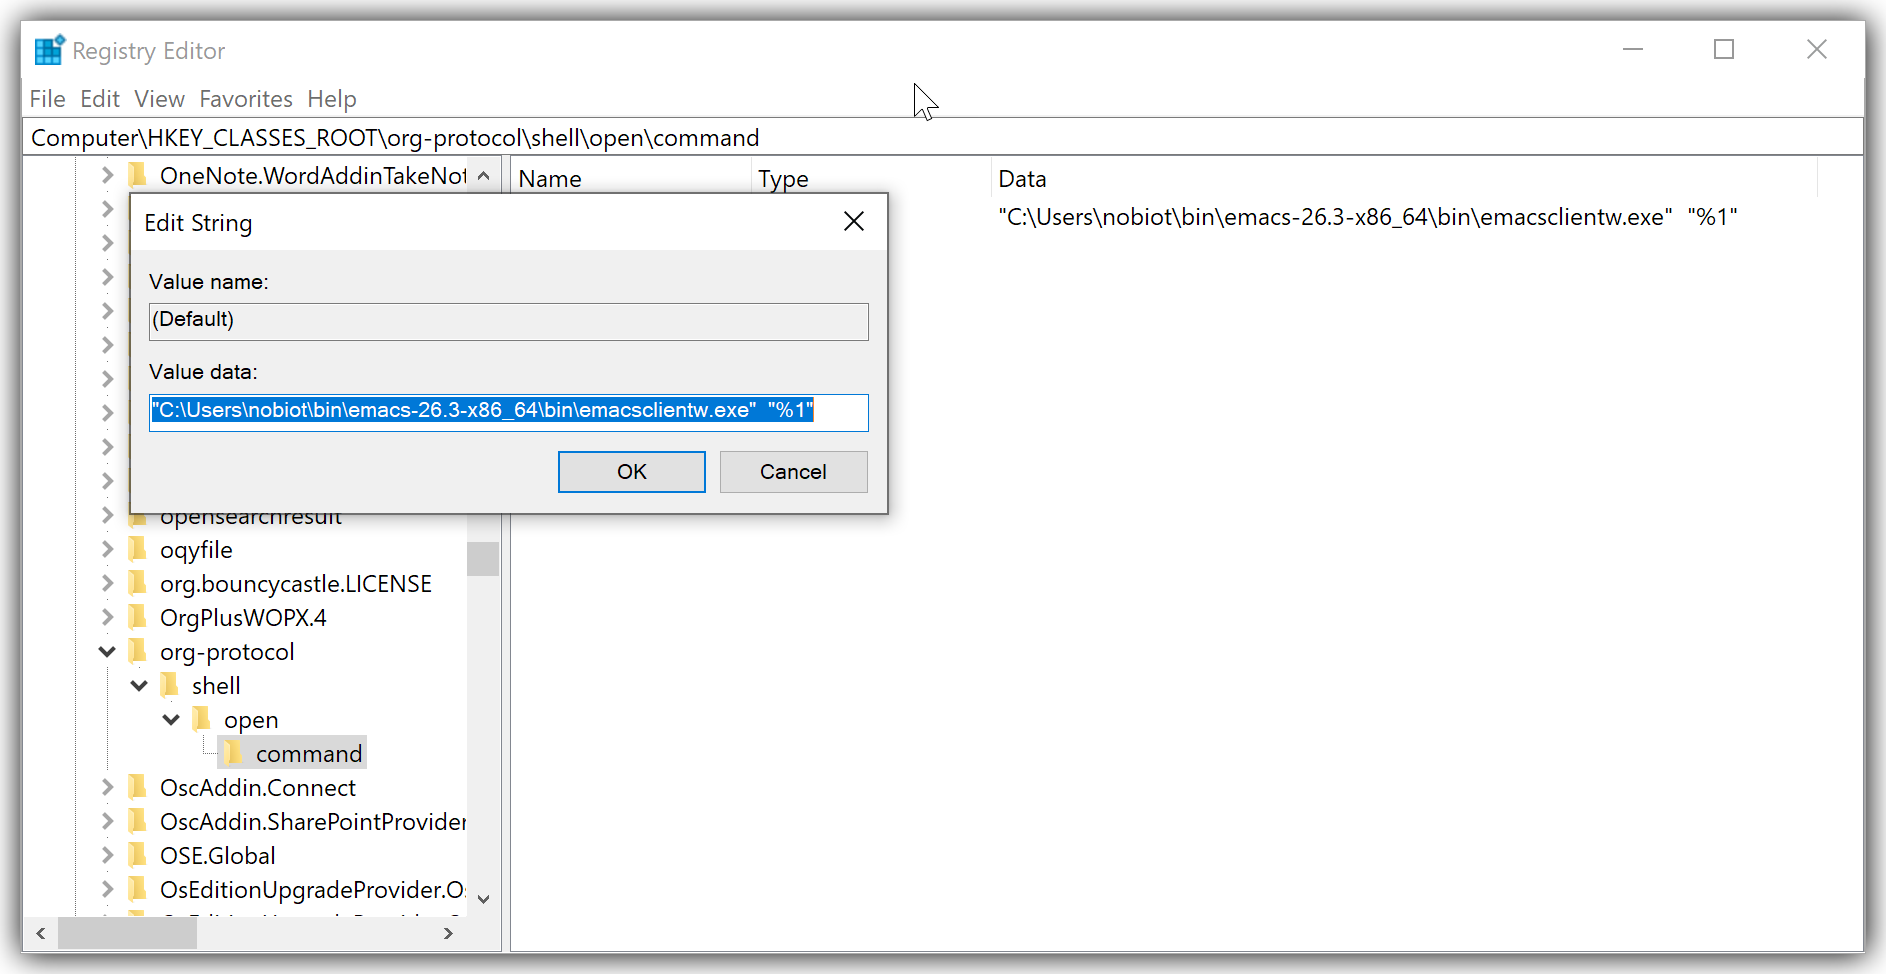 Registry Editor
File Edit View Favorites Help
Computer\HKEY_CLASSES_ROOT\org-protocol\shell\open\command
OneNote.WordAddinTakeNot
Name Type Data
"C:\Users\nobiot\bin\emacs-26.3-x86_64\bin\emacsclientw.exe"  "%1"
Edit String
Value name:
(Default)
Value data:
"C:\Users\nobiot\bin\emacs-26.3-x86_64\bin\emacsclientw.exe"  "%1"
OK Cancel
opensearchresult
oqyfile
org.bouncycastle.LICENSE
OrgPlusWOPX.4
org-protocol
shell
open
command
OscAddin.Connect
OscAddin.SharePointProvider
OSE.Global
OsEditionUpgradeProvider.Os